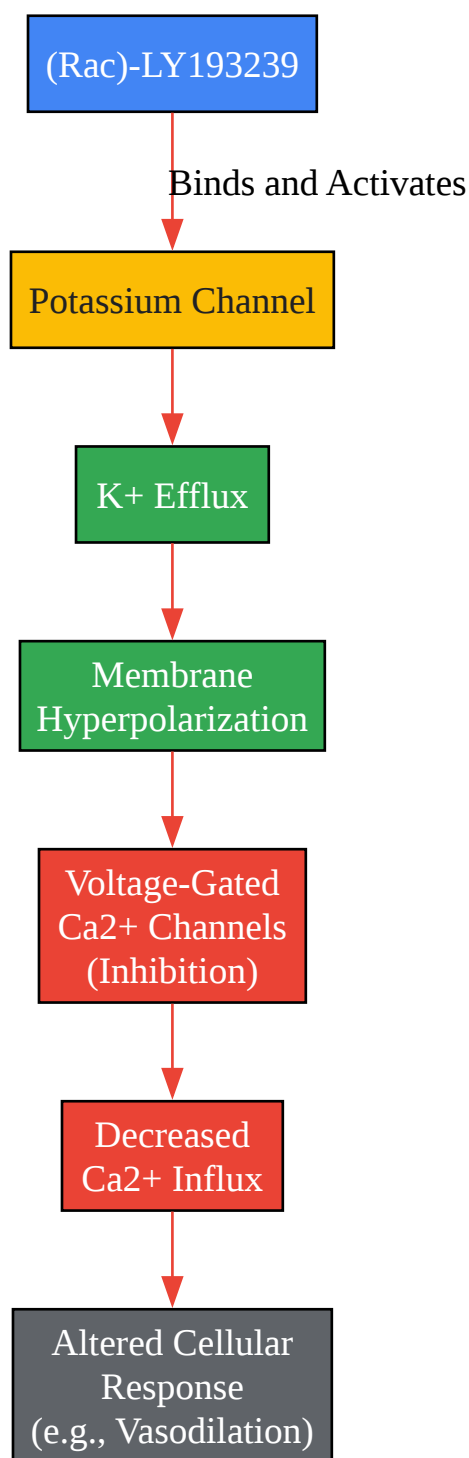 (Rac)-LY193239
Binds and Activates
Potassium Channel
K+ Efflux
Membrane
Hyperpolarization
Voltage-Gated
Ca2+ Channels
(Inhibition)
Decreased
Ca2+ Influx
Altered Cellular
Response
(e.g., Vasodilation)